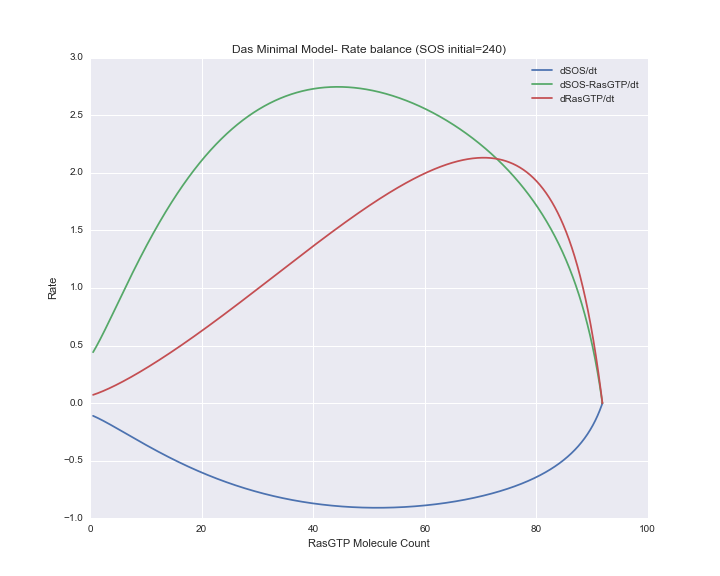 Das Minimal Model- Rate balance (SOS initial=240)
dSOS/dt
dSOS-RasGTP/dt
dRasGTP/dt
3.0
2.5
2.0
1.5
1.0
0.5
0.0
−0.5
−1.0
Rate
0 20 40 60 80 100
RasGTP Molecule Count